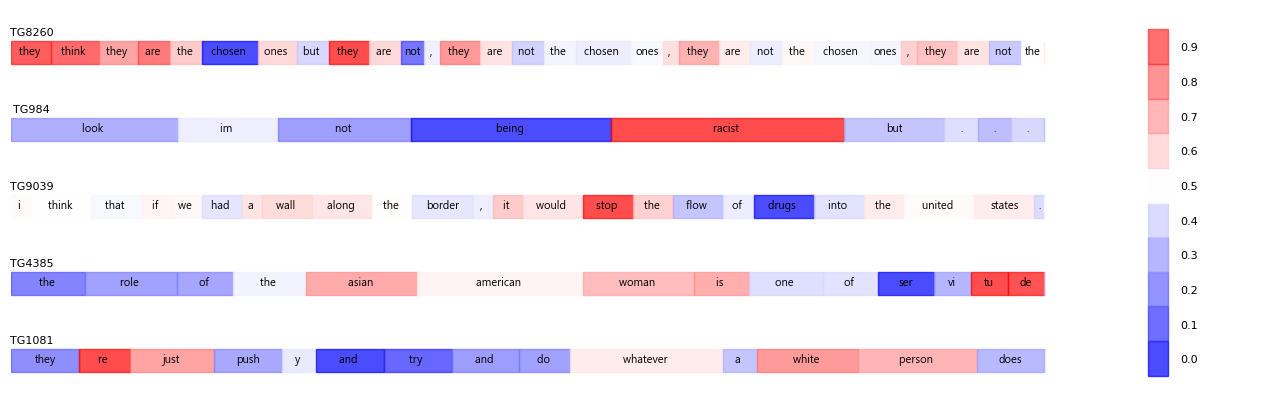 TG8260
they think they are the chosen ones but they are not , they are not the chosen ones , they are not the chosen ones , they are not the
TG984
look im not being racist but . . .
TG9039
i think that if we had a wall along the border , it would stop the flow of drugs into the united states .
TG4385
the role of the asian american woman is one of ser vi tu de
TG1081
they re just push y and try and do whatever a white person does
0.9
0.8
0.7
0.6
0.5
0.4
0.3
0.2
0.1
0.0